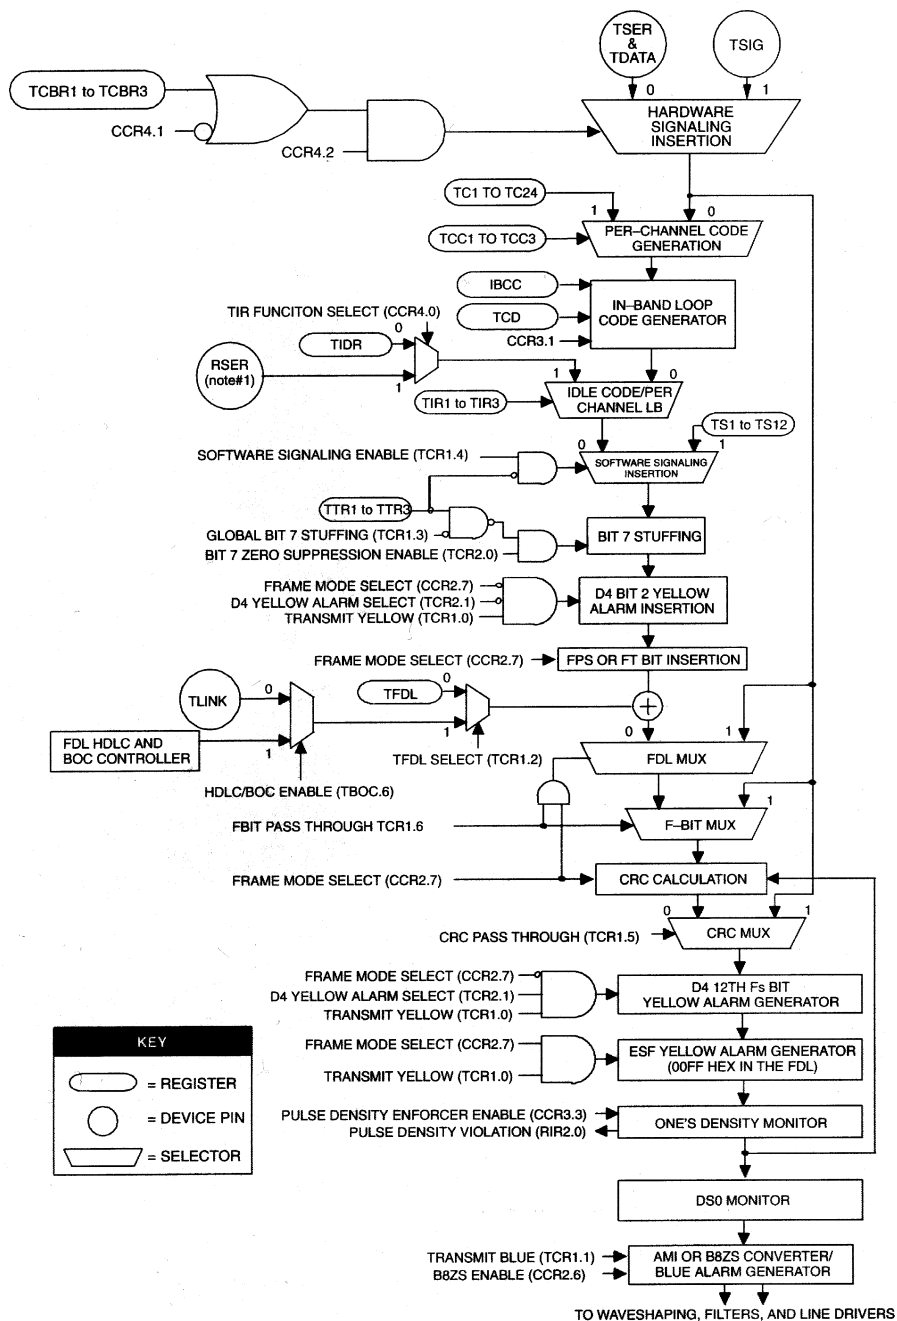 TSER
&
TDATA
TSIG
TCBR1 to TCBR3
0
1
CCR4.1
HARDWARE
SIGNALING
INSERTION
CCR4.2
TC1 TO TC24
1
0
TCC1 TO TCC3
PER–CHANNEL CODE
GENERATION
IBCC
TIR FUNCITON SELECT (CCR4.0)
IN–BAND LOOP
CODE GENERATOR
TCD
0
TIDR
CCR3.1
RSER
(note#1)
1
1
0
TIR1 to TIR3
IDLE CODE/PER
CHANNEL LB
TS1 to TS12
0
1
SOFTWARE SIGNALING ENABLE (TCR1.4)
SOFTWARE SIGNALING
INSERTION
TTR1 to TTR3
GLOBAL BIT 7 STUFFING (TCR1.3)
BIT 7 STUFFING
BIT 7 ZERO SUPPRESSION ENABLE (TCR2.0)
FRAME MODE SELECT (CCR2.7)
D4 YELLOW ALARM SELECT (TCR2.1)
TRANSMIT YELLOW (TCR1.0)
D4 BIT 2 YELLOW
ALARM INSERTION
FRAME MODE SELECT (CCR2.7)
FPS OR FT BIT INSERTION
TLINK
0
TFDL
0
+
FDL HDLC AND
BOC CONTROLLER
1
1
0
1
TFDL SELECT (TCR1.2)
FDL MUX
HDLC/BOC ENABLE (TBOC.6)
1
FBIT PASS THROUGH TCR1.6
F–BIT MUX
FRAME MODE SELECT (CCR2.7)
CRC CALCULATION
0
1
CRC PASS THROUGH (TCR1.5)
CRC MUX
FRAME MODE SELECT (CCR2.7)
D4 YELLOW ALARM SELECT (TCR2.1)
TRANSMIT YELLOW (TCR1.0)
D4 12TH Fs BIT
YELLOW ALARM GENERATOR
FRAME MODE SELECT (CCR2.7)
TRANSMIT YELLOW (TCR1.0)
ESF YELLOW ALARM GENERATOR
(00FF HEX IN THE FDL)
KEY
= REGISTER
= DEVICE PIN
= SELECTOR
PULSE DENSITY ENFORCER ENABLE (CCR3.3)
PULSE DENSITY VIOLATION (RIR2.0)
ONE'S DENSITY MONITOR
DS0 MONITOR
TRANSMIT BLUE (TCR1.1)
B8ZS ENABLE (CCR2.6)
AMI OR B8ZS CONVERTER/
BLUE ALARM GENERATOR
TO WAVESHAPING, FILTERS, AND LINE DRIVERS